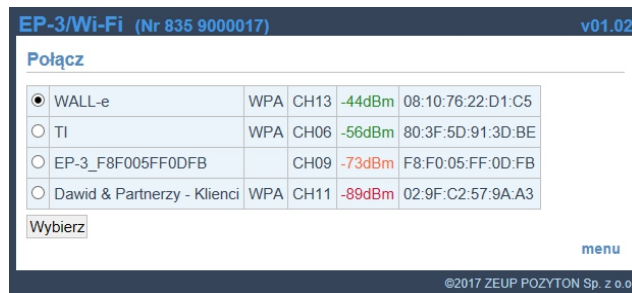 EP-3/Wi-Fi (Nr 835 9000017) v01.02
Połącz
WALL-e WPA CH13 -44dBm 08:10:76:22:D1:C5
TI WPA CH06 -56dBm 80:3F:5D:91:3D:BE
EP-3_F8F005FF0DFB CH09 -73dBm F8:F0:05:FF:0D:FB
Dawid & Partnerzy - Klienci WPA CH11 -89dBm 02:9F:C2:57:9A:A3
Wybierz
menu
©2017 ZEUP POZYTON Sp. z o.o